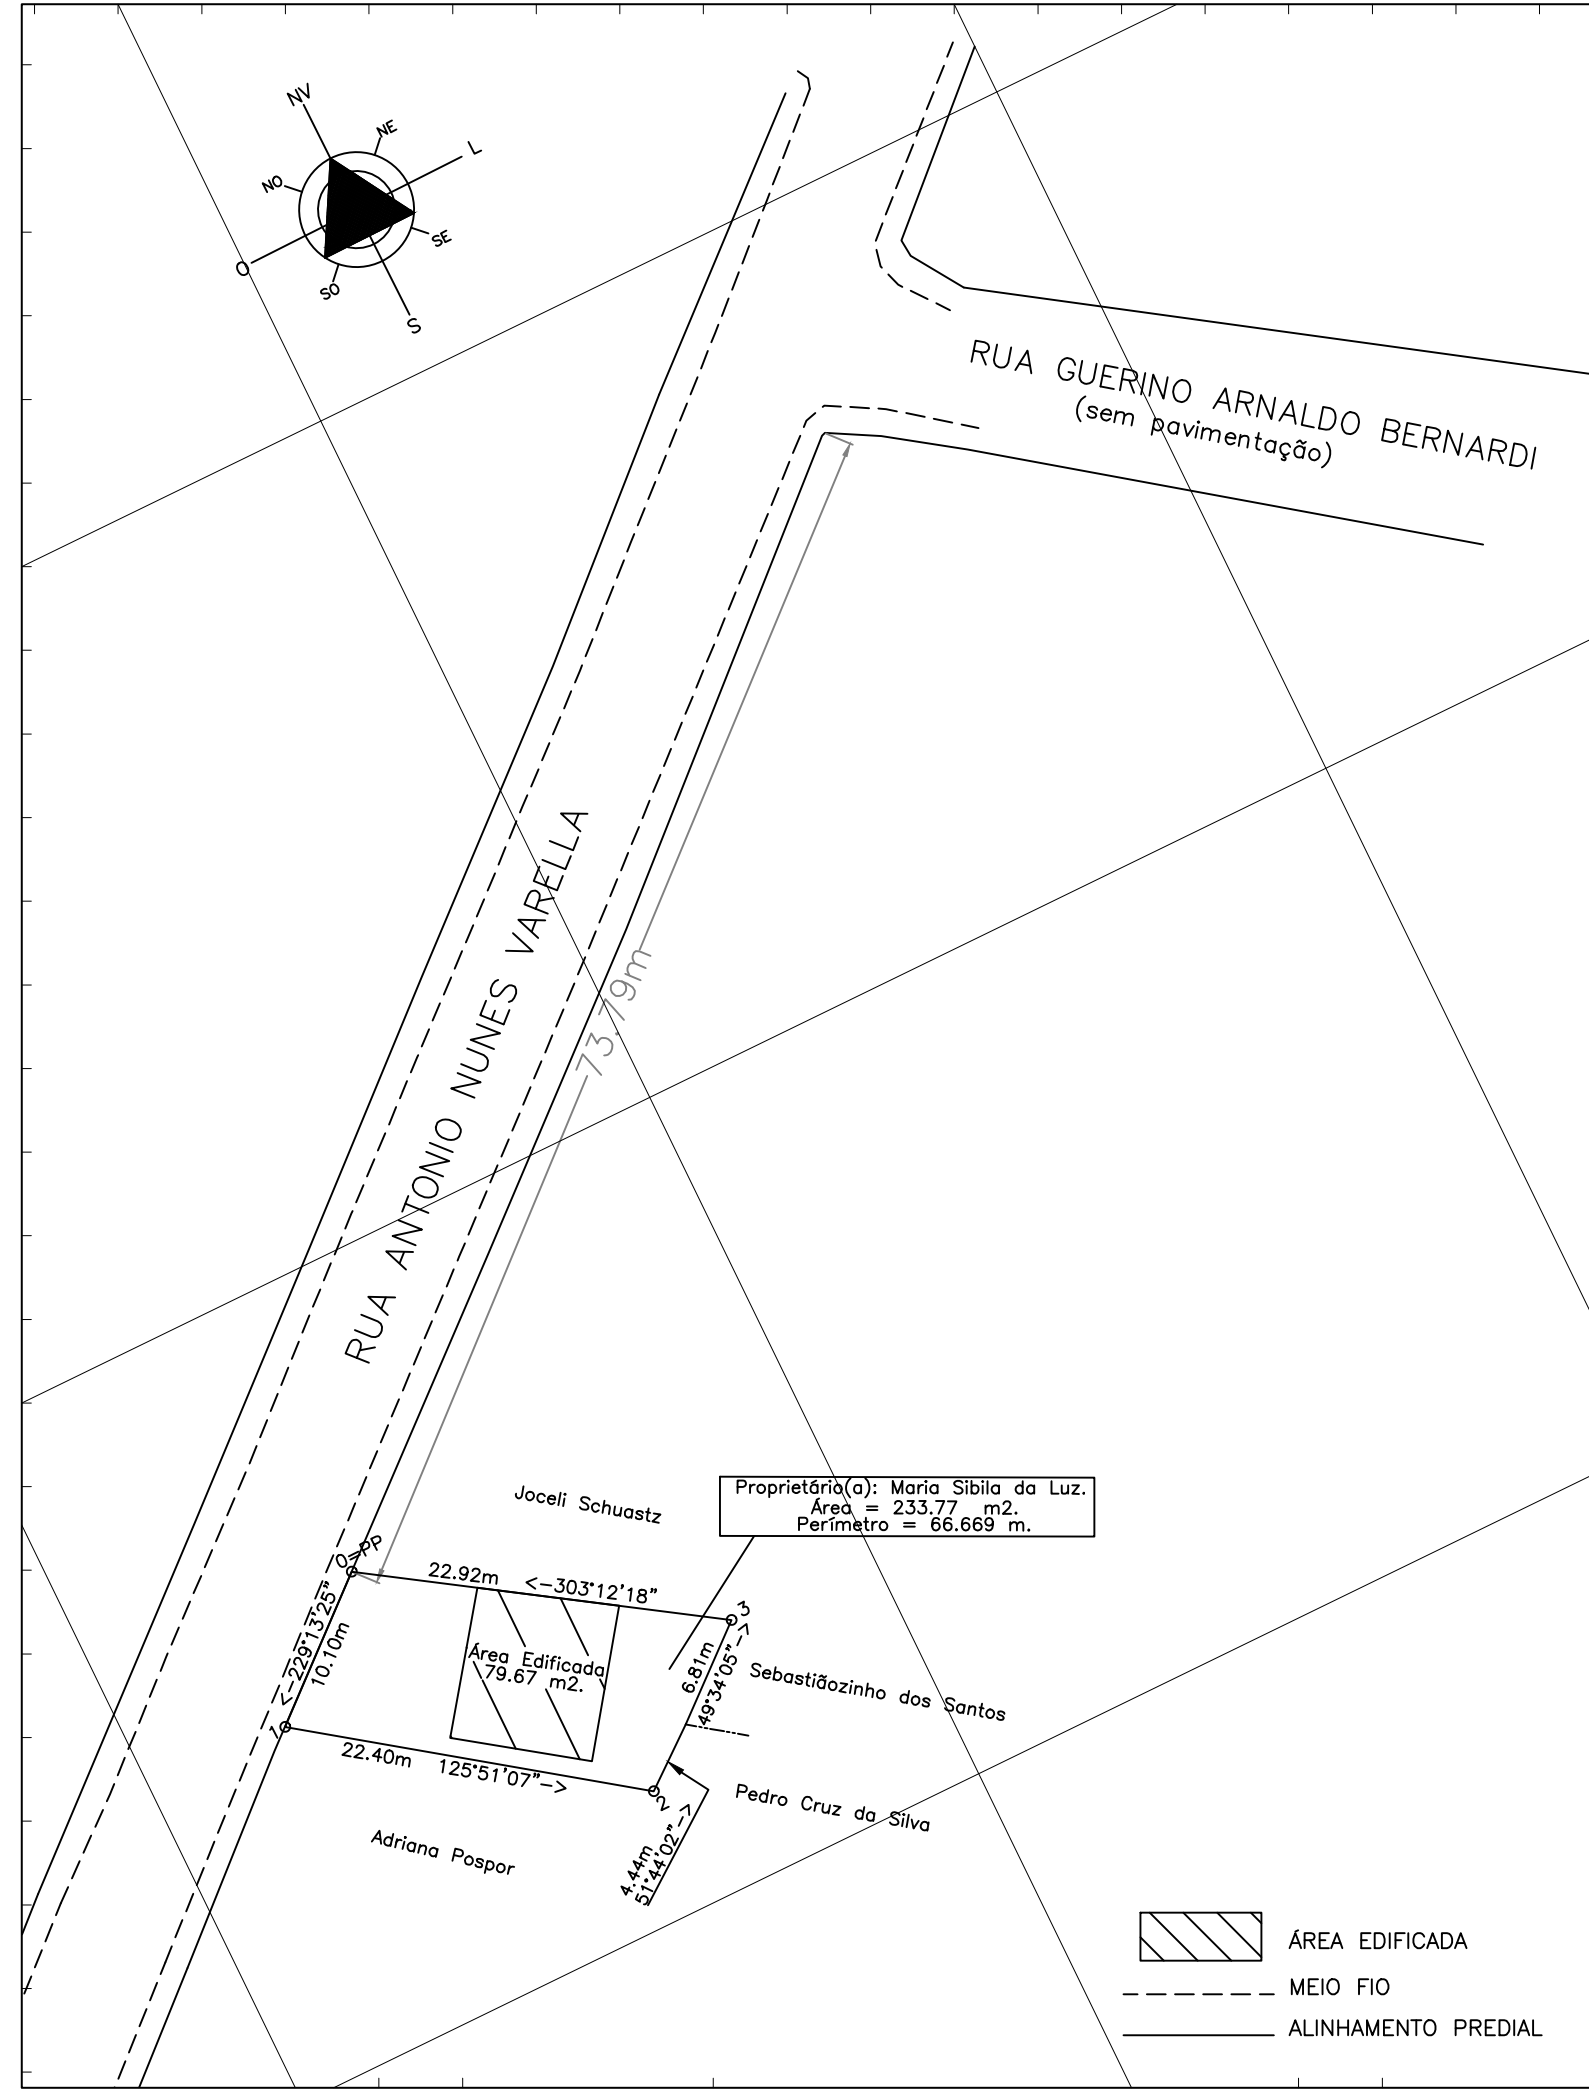 NV
NE
L
NO
SE
O
SO
S
RUA GUERINO ARNALDO BERNARDI
(sem pavimentação)
RUA ANTONIO NUNES VARELLA
73.79m
Joceli Schuastz
Proprietário(a): Maria Sibila da Luz.
Área = 233.77 m2.
Perímetro = 66.669 m.
0=PP
22.92m <-303°12'18"
3
<-229°13'25"
10.10m
Área Edificada
79.67 m2.
6.81m
49°34'05"->
Sebastiãozinho dos Santos
1
22.40m 125°51'07"->
2
Pedro Cruz da Silva
4.44m
51°44'02"->
Adriana Pospor
ÁREA EDIFICADA
MEIO FIO
ALINHAMENTO PREDIAL